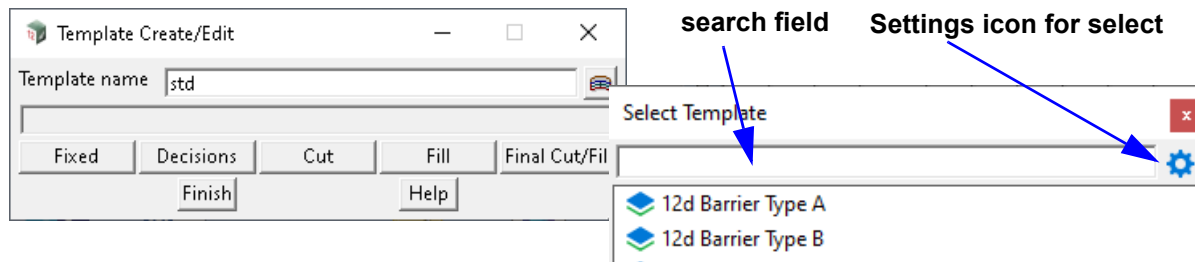 search field Settings icon for select
Template Create/Edit
Template name std
Fixed Decisions Cut Fill Final Cut/Fil
Finish Help
Select Template
12d Barrier Type A
12d Barrier Type B